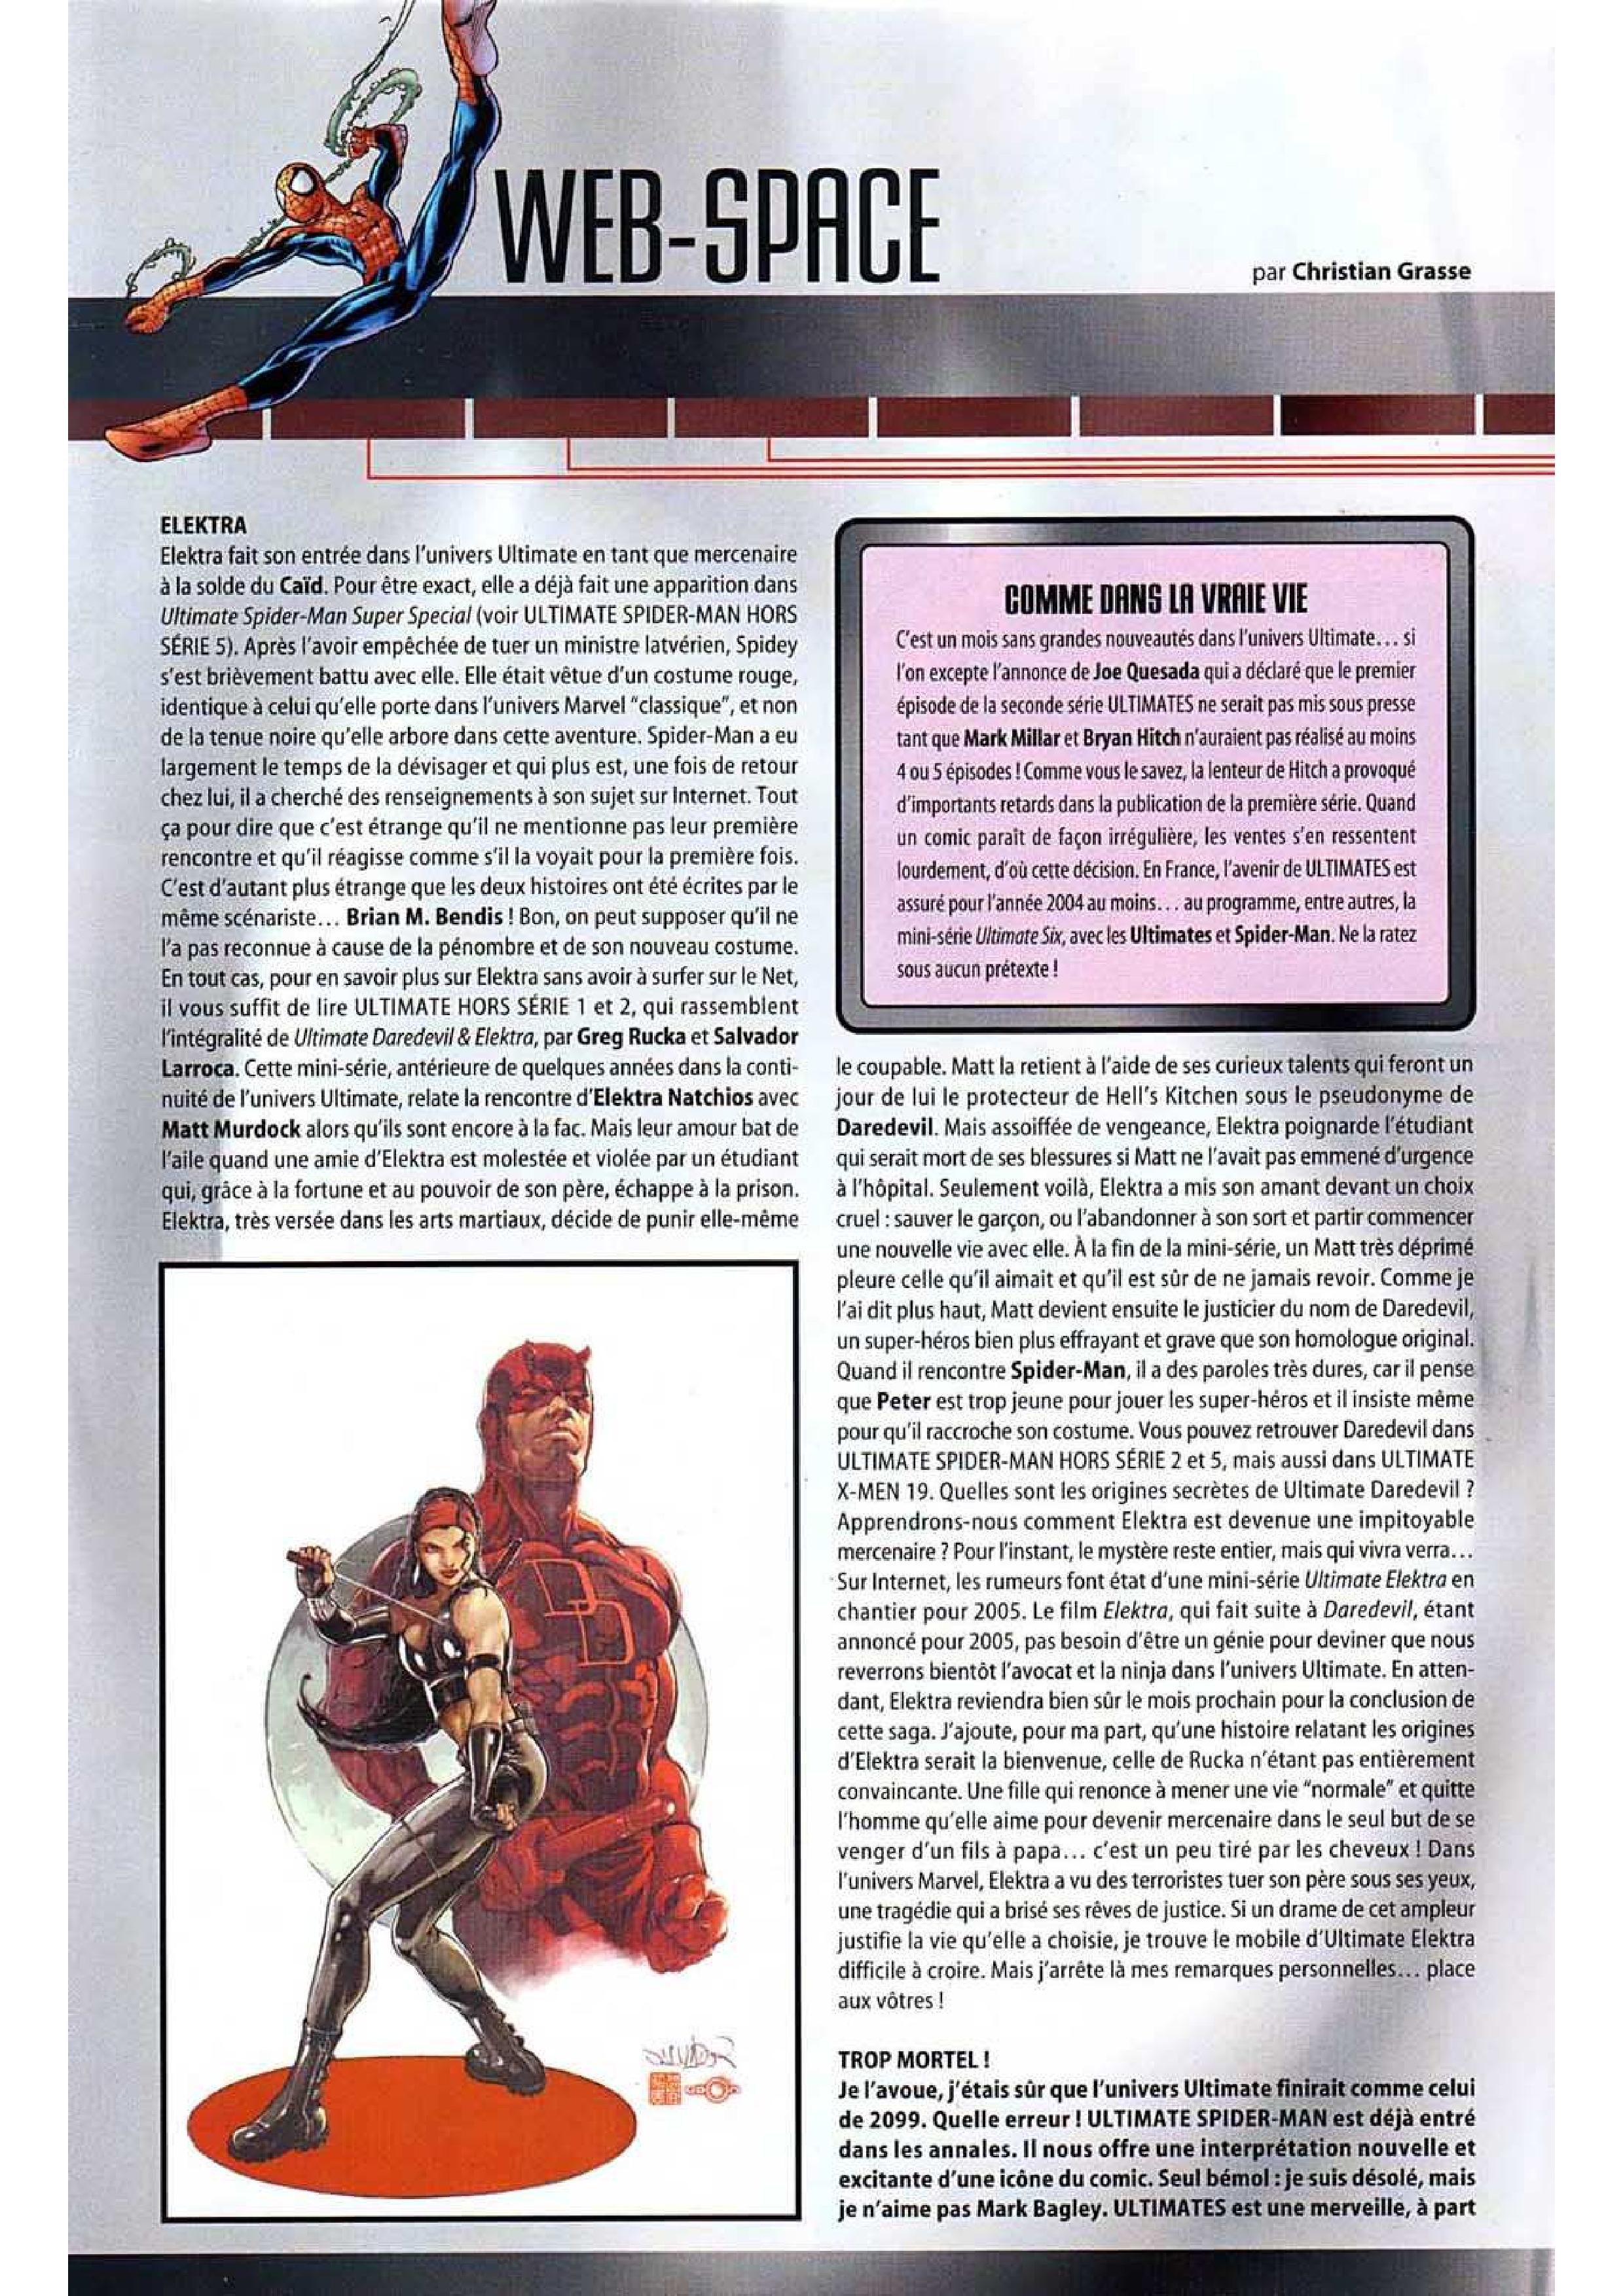 WEB-SPACE
par Christian Grasse
ELEKTRA
Elektra fait son entrée dans l'univers Ultimate en tant que mercenaire
à la solde du Caïd. Pour être exact, elle a déjà fait une apparition dans
Ultimate Spider-Man Super Special (voir ULTIMATE SPIDER-MAN HORS
SÉRIE 5). Après l'avoir empêchée de tuer un ministre latvérien, Spidey
s'est brièvement battu avec elle. Elle était vêtue d'un costume rouge,
identique à celui qu'elle porte dans l'univers Marvel "classique", et non
de la tenue noire qu'elle arbore dans cette aventure. Spider-Man a eu
largement le temps de la dévisager et qui plus est, une fois de retour
chez lui, il a cherché des renseignements à son sujet sur Internet. Tout
ça pour dire que c'est étrange qu'il ne mentionne pas leur première
rencontre et qu'il réagisse comme s'il la voyait pour la première fois.
C'est d'autant plus étrange que les deux histoires ont été écrites par le
même scénariste... Brian M. Bendis ! Bon, on peut supposer qu'il ne
l'a pas reconnue à cause de la pénombre et de son nouveau costume.
En tout cas, pour en savoir plus sur Elektra sans avoir à surfer sur le Net,
il vous suffit de lire ULTIMATE HORS SÉRIE 1 et 2, qui rassemblent
l'intégralité de Ultimate Daredevil & Elektra, par Greg Rucka et Salvador
Larroca. Cette mini-série, antérieure de quelques années dans la conti-
nuité de l'univers Ultimate, relate la rencontre d'Elektra Natchios avec
Matt Murdock alors qu'ils sont encore à la fac. Mais leur amour bat de
l'aile quand une amie d'Elektra est molestée et violée par un étudiant
qui, grâce à la fortune et au pouvoir de son père, échappe à la prison.
Elektra, très versée dans les arts martiaux, décide de punir elle-même
COMME DANS LA VRAIE VIE
C'est un mois sans grandes nouveautés dans l'univers Ultimate... si
l'on excepte l'annonce de Joe Quesada qui a déclaré que le premier
épisode de la seconde série ULTIMATES ne serait pas mis sous presse
tant que Mark Millar et Bryan Hitch n'auraient pas réalisé au moins
4 ou 5 épisodes ! Comme vous le savez, la lenteur de Hitch a provoqué
d'importants retards dans la publication de la première série. Quand
un comic paraît de façon irrégulière, les ventes s'en ressentent
lourdement, d'où cette décision. En France, l'avenir de ULTIMATES est
assuré pour l'année 2004 au moins... au programme, entre autres, la
mini-série Ultimate Six, avec les Ultimates et Spider-Man. Ne la ratez
sous aucun prétexte !
le coupable. Matt la retient à l'aide de ses curieux talents qui feront un
jour de lui le protecteur de Hell's Kitchen sous le pseudonyme de
Daredevil. Mais assoiffée de vengeance, Elektra poignarde l'étudiant
qui serait mort de ses blessures si Matt ne l'avait pas emmené d'urgence
à l'hôpital. Seulement voilà, Elektra a mis son amant devant un choix
cruel : sauver le garçon, ou l'abandonner à son sort et partir commencer
une nouvelle vie avec elle. À la fin de la mini-série, un Matt très déprimé
pleure celle qu'il aimait et qu'il est sûr de ne jamais revoir. Comme je
l'ai dit plus haut, Matt devient ensuite le justicier du nom de Daredevil,
un super-héros bien plus effrayant et grave que son homologue original.
Quand il rencontre Spider-Man, il a des paroles très dures, car il pense
que Peter est trop jeune pour jouer les super-héros et il insiste même
pour qu'il raccroche son costume. Vous pouvez retrouver Daredevil dans
ULTIMATE SPIDER-MAN HORS SÉRIE 2 et 5, mais aussi dans ULTIMATE
X-MEN 19. Quelles sont les origines secrètes de Ultimate Daredevil ?
Apprendrons-nous comment Elektra est devenue une impitoyable
mercenaire ? Pour l'instant, le mystère reste entier, mais qui vivra verra...
Sur Internet, les rumeurs font état d'une mini-série Ultimate Elektra en
chantier pour 2005. Le film Elektra, qui fait suite à Daredevil, étant
annoncé pour 2005, pas besoin d'être un génie pour deviner que nous
reverrons bientôt l'avocat et la ninja dans l'univers Ultimate. En atten-
dant, Elektra reviendra bien sûr le mois prochain pour la conclusion de
cette saga. J'ajoute, pour ma part, qu'une histoire relatant les origines
d'Elektra serait la bienvenue, celle de Rucka n'étant pas entièrement
convaincante. Une fille qui renonce à mener une vie "normale" et quitte
l'homme qu'elle aime pour devenir mercenaire dans le seul but de se
venger d'un fils à papa... c'est un peu tiré par les cheveux ! Dans
l'univers Marvel, Elektra a vu des terroristes tuer son père sous ses yeux,
une tragédie qui a brisé ses rêves de justice. Si un drame de cet ampleur
justifie la vie qu'elle a choisie, je trouve le mobile d'Ultimate Elektra
difficile à croire. Mais j'arrête là mes remarques personnelles... place
aux vôtres !
TROP MORTEL !
Je l'avoue, j'étais sûr que l'univers Ultimate finirait comme celui
de 2099. Quelle erreur ! ULTIMATE SPIDER-MAN est déjà entré
dans les annales. Il nous offre une interprétation nouvelle et
excitante d'une icône du comic. Seul bémol : je suis désolé, mais
je n'aime pas Mark Bagley. ULTIMATES est une merveille, à part